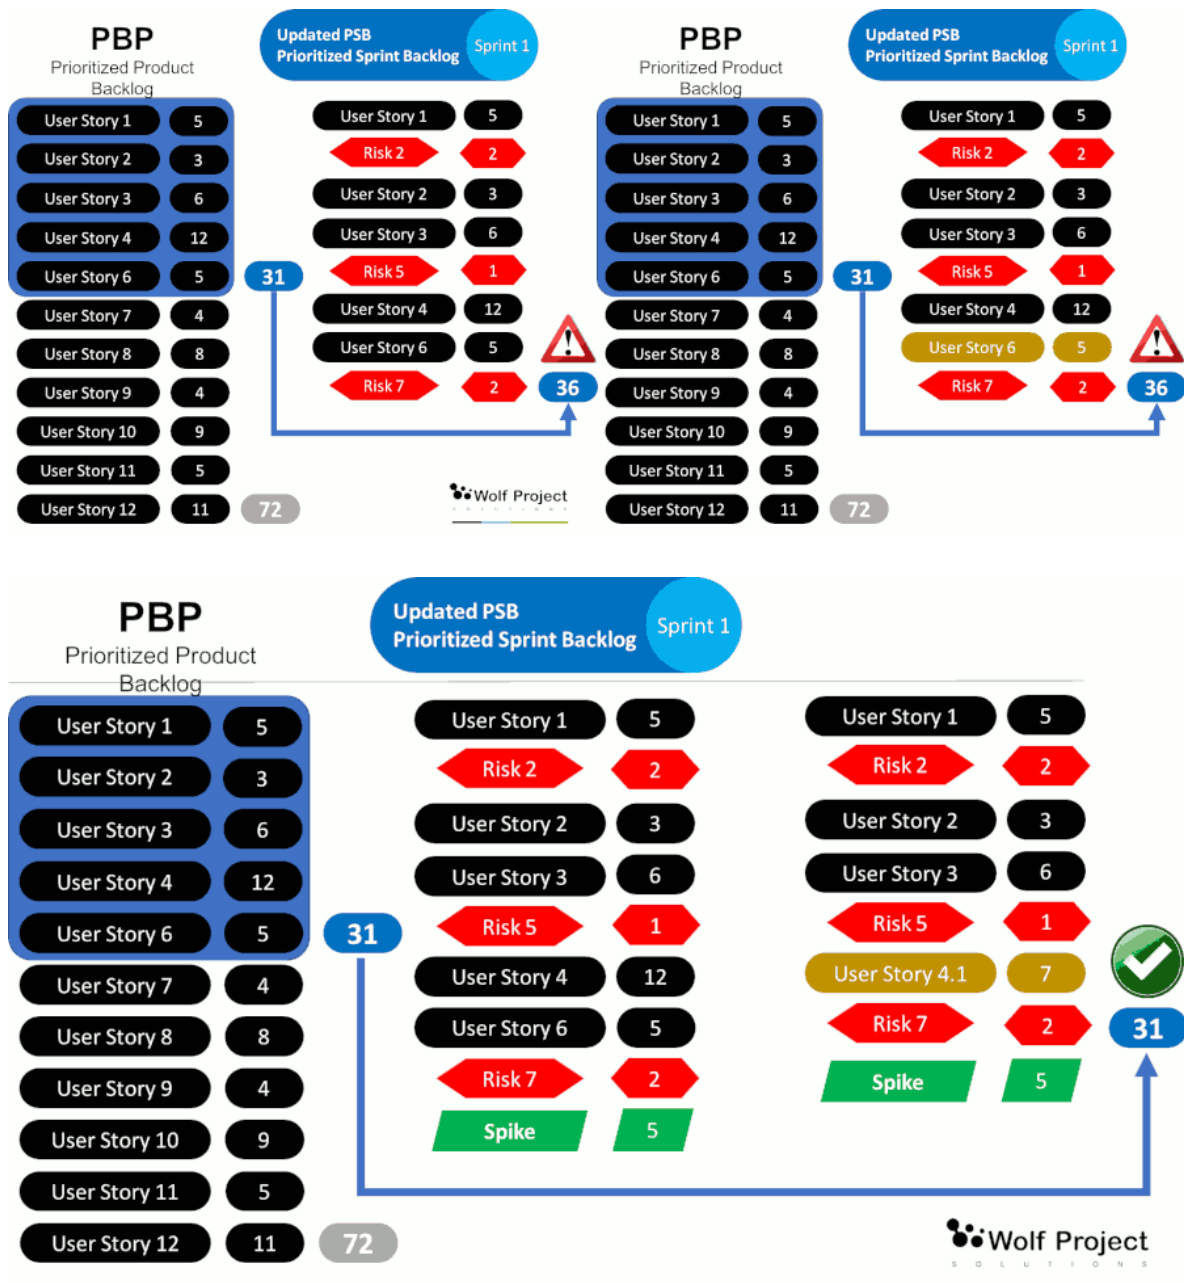 PBP
Prioritized Product
Backlog
User Story 1 5
User Story 2 3
User Story 3 6
User Story 4 12
User Story 6 5
31
User Story 7 4
User Story 8 8
User Story 9 4
User Story 10 9
User Story 11 5
User Story 12 11
72
Updated PSB
Prioritized Sprint Backlog
Sprint 1
User Story 1 5
Risk 2 2
User Story 2 3
User Story 3 6
Risk 5 1
User Story 4 12
User Story 6 5
Risk 7 2
!
36
Wolf Project
SOLUTIONS
PBP
Prioritized Product
Backlog
User Story 1 5
User Story 2 3
User Story 3 6
User Story 4 12
User Story 6 5
31
User Story 7 4
User Story 8 8
User Story 9 4
User Story 10 9
User Story 11 5
User Story 12 11
72
Updated PSB
Prioritized Sprint Backlog
Sprint 1
User Story 1 5
Risk 2 2
User Story 2 3
User Story 3 6
Risk 5 1
User Story 4 12
User Story 6 5
Risk 7 2
!
36
PBP
Prioritized Product
Backlog
User Story 1 5
User Story 2 3
User Story 3 6
User Story 4 12
User Story 6 5
31
User Story 7 4
User Story 8 8
User Story 9 4
User Story 10 9
User Story 11 5
User Story 12 11
72
Updated PSB
Prioritized Sprint Backlog
Sprint 1
User Story 1 5
Risk 2 2
User Story 2 3
User Story 3 6
Risk 5 1
User Story 4 12
User Story 6 5
Risk 7 2
Spike 5
User Story 1 5
Risk 2 2
User Story 2 3
User Story 3 6
Risk 5 1
User Story 4.1 7
Risk 7 2
Spike 5
31
Wolf Project
SOLUTIONS